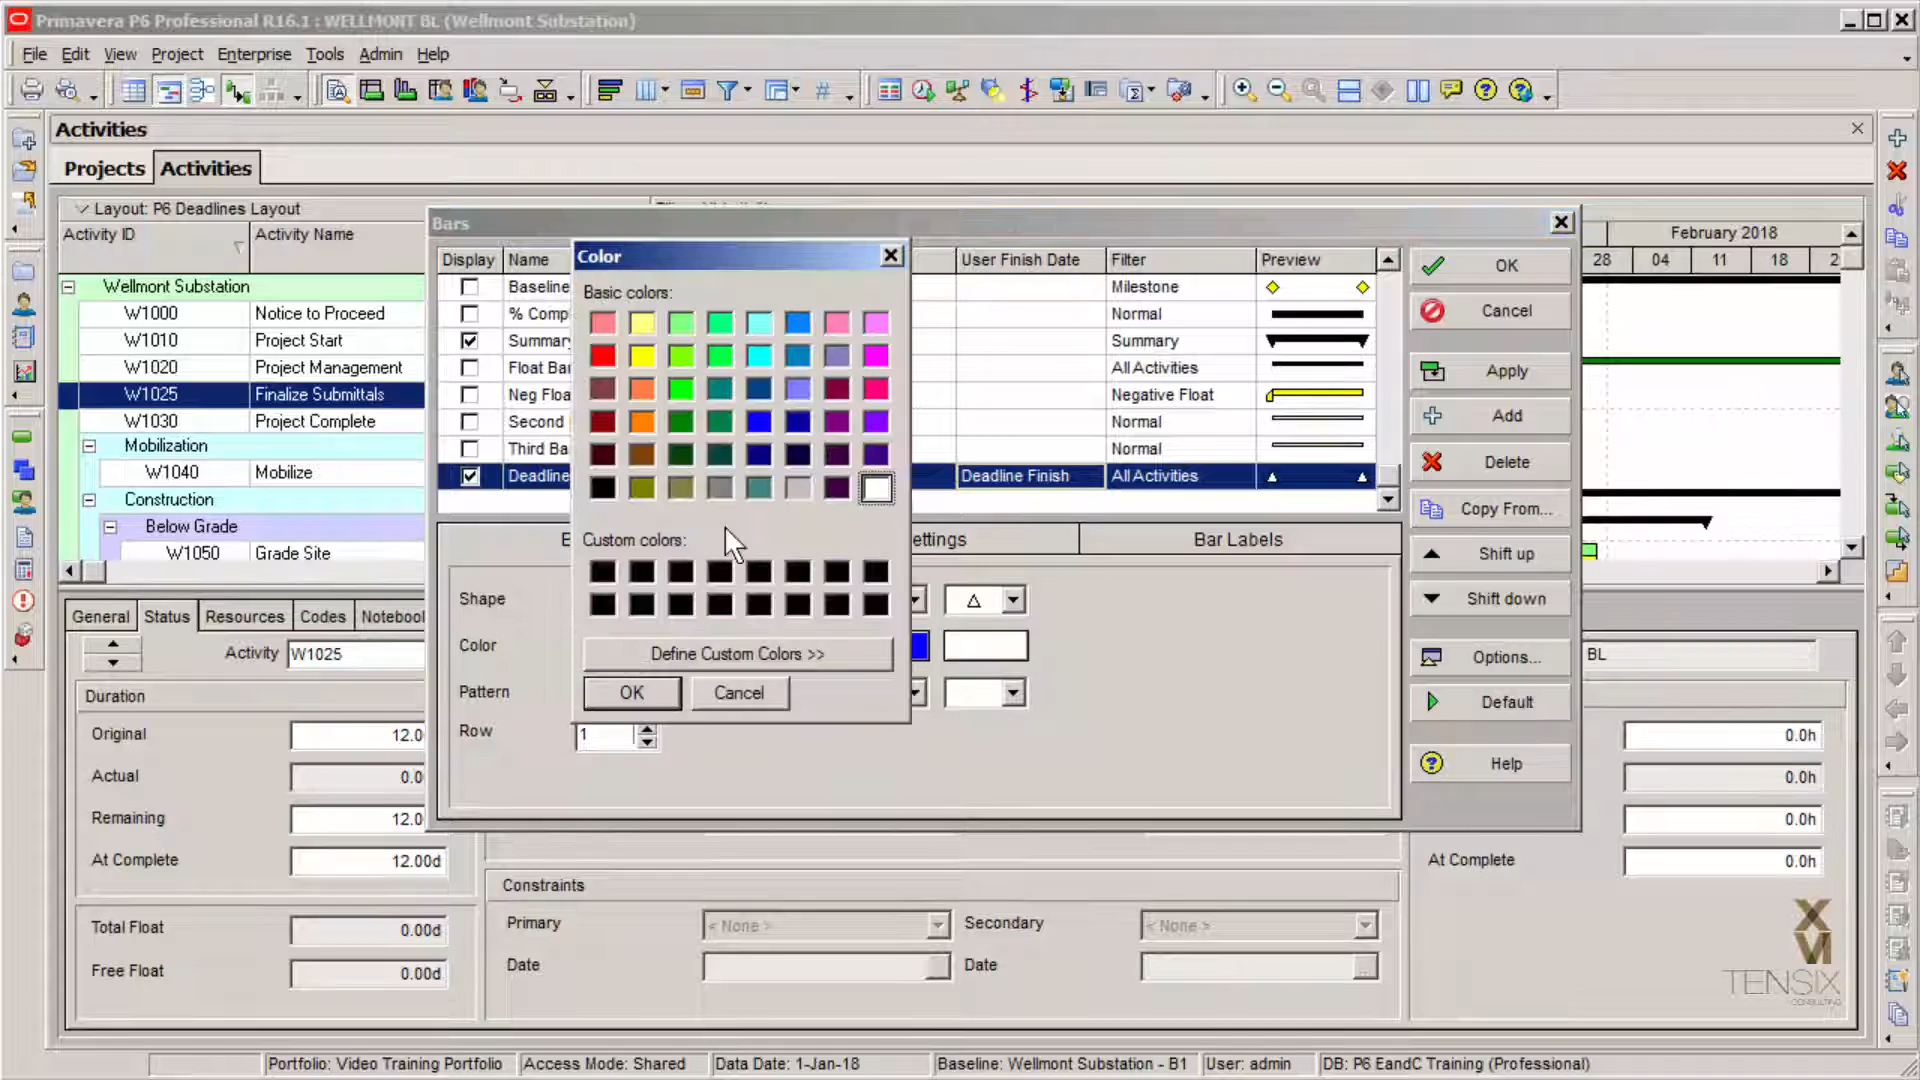 Primavera P6 Professional R16.1 : WELLMONT BL (Wellmont Substation)
File Edit View Project Enterprise Tools Admin Help
Activities
Projects Activities
Layout: P6 Deadlines Layout
Activity ID Activity Name
Wellmont Substation
W1000 Notice to Proceed
W1010 Project Start
W1020 Project Management
W1025 Finalize Submittals
W1030 Project Complete
Mobilization
W1040 Mobilize
Construction
Below Grade
W1050 Grade Site
February 2018
28 04 11 18 2
Bars
Display Name User Finish Date Filter Preview
Baseline Milestone
% Comp Normal
Summary Summary
Float Ba All Activities
Neg Floa Negative Float
Second Normal
Third Ba Normal
Deadline Deadline Finish All Activities
ettings Bar Labels
Shape
Color
Pattern
Row 1
OK
Cancel
Apply
Add
Delete
Copy From...
Shift up
Shift down
Options...
Default
Help
Color
Basic colors:
Custom colors:
Define Custom Colors >>
OK Cancel
General Status Resources Codes Noteboo
Activity W1025 BL
Duration
Original 12.0 0.0h
Actual 0.0 0.0h
Remaining 12.0 0.0h
At Complete 12.00d At Complete 0.0h
Total Float 0.00d
Free Float 0.00d
Constraints
Primary < None > Secondary < None >
Date Date
TENSIX
CONSULTING
Portfolio: Video Training Portfolio Access Mode: Shared Data Date: 1-Jan-18 Baseline: Wellmont Substation - B1 User: admin DB: P6 EandC Training (Professional)